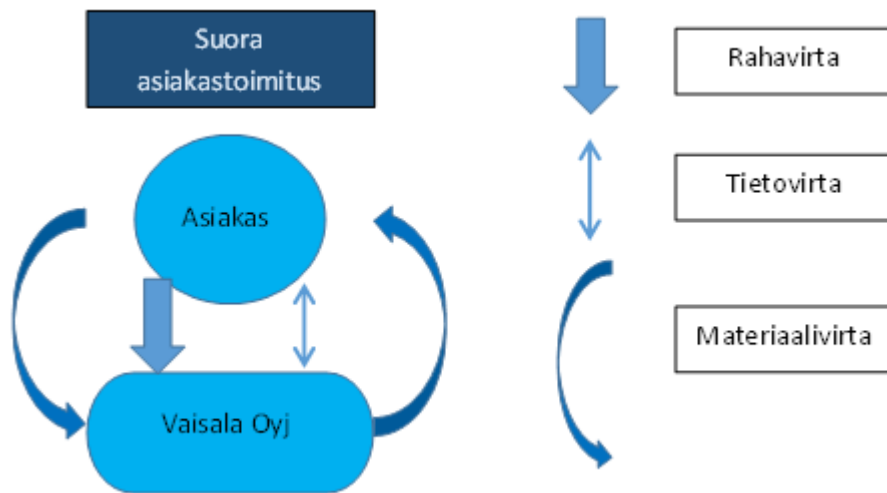 Suora
asiakastoimitus
Asiakas
Vaisala Oyj
Rahavirta
Tietovirta
Materiaalivirta